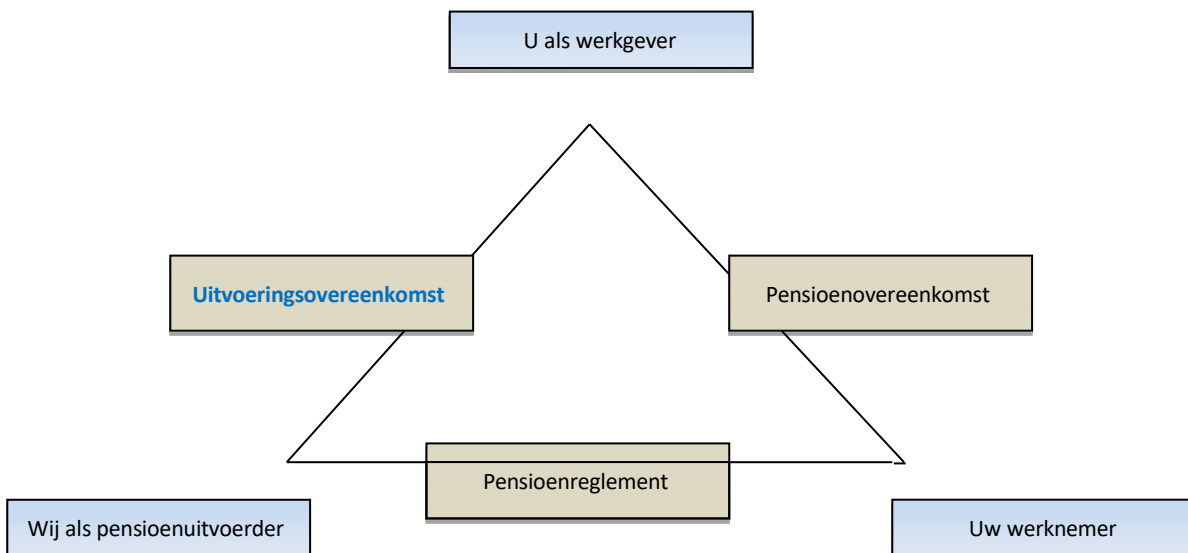 U als werkgever
Uitvoeringsovereenkomst
Pensioenovereenkomst
Pensioenreglement
Wij als pensioenuitvoerder
Uw werknemer